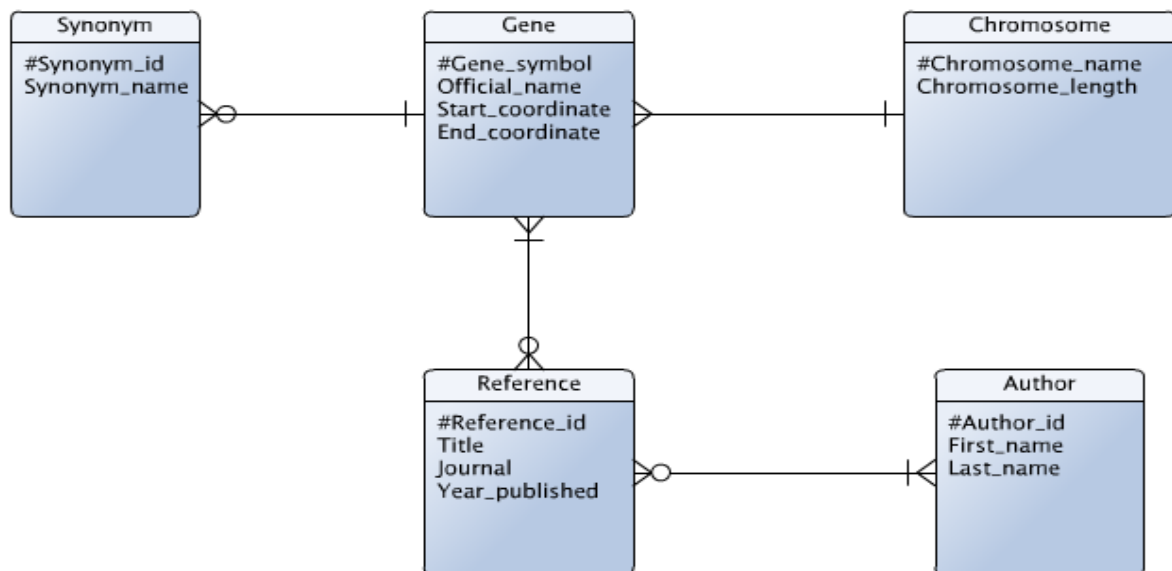 Synonym
#Synonym_id
Synonym_name
Gene
#Gene_symbol
Official_name
Start_coordinate
End_coordinate
Chromosome
#Chromosome_name
Chromosome_length
Reference
#Reference_id
Title
Journal
Year_published
Author
#Author_id
First_name
Last_name